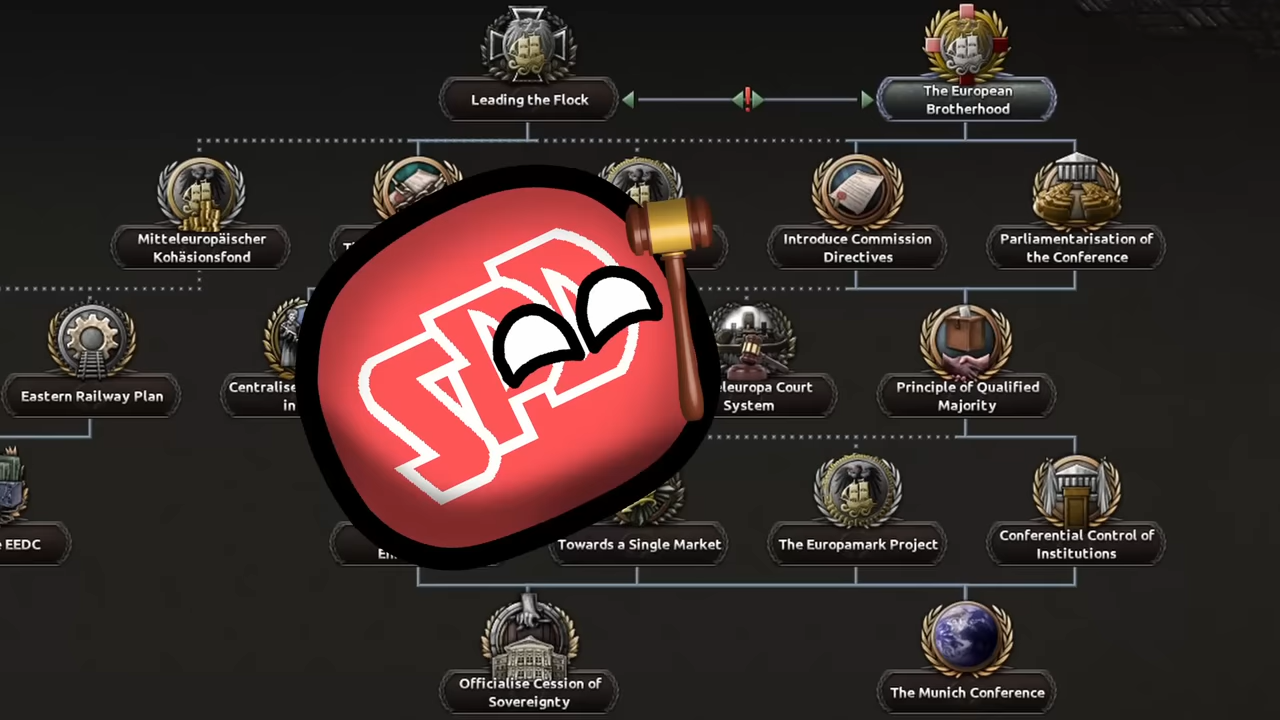 Leading the Flock
The European
Brotherhood
Mitteleuropäischer
Kohäsionsfond
Introduce Commission
Directives
Parliamentarisation of
the Conference
SPD
Eastern Railway Plan
Centralise
in
Court
System
Principle of Qualified
Majority
EEDC
Towards a Single Market
The Europamark Project
Conferential Control of
Institutions
Officialise Cession of
Sovereignty
The Munich Conference